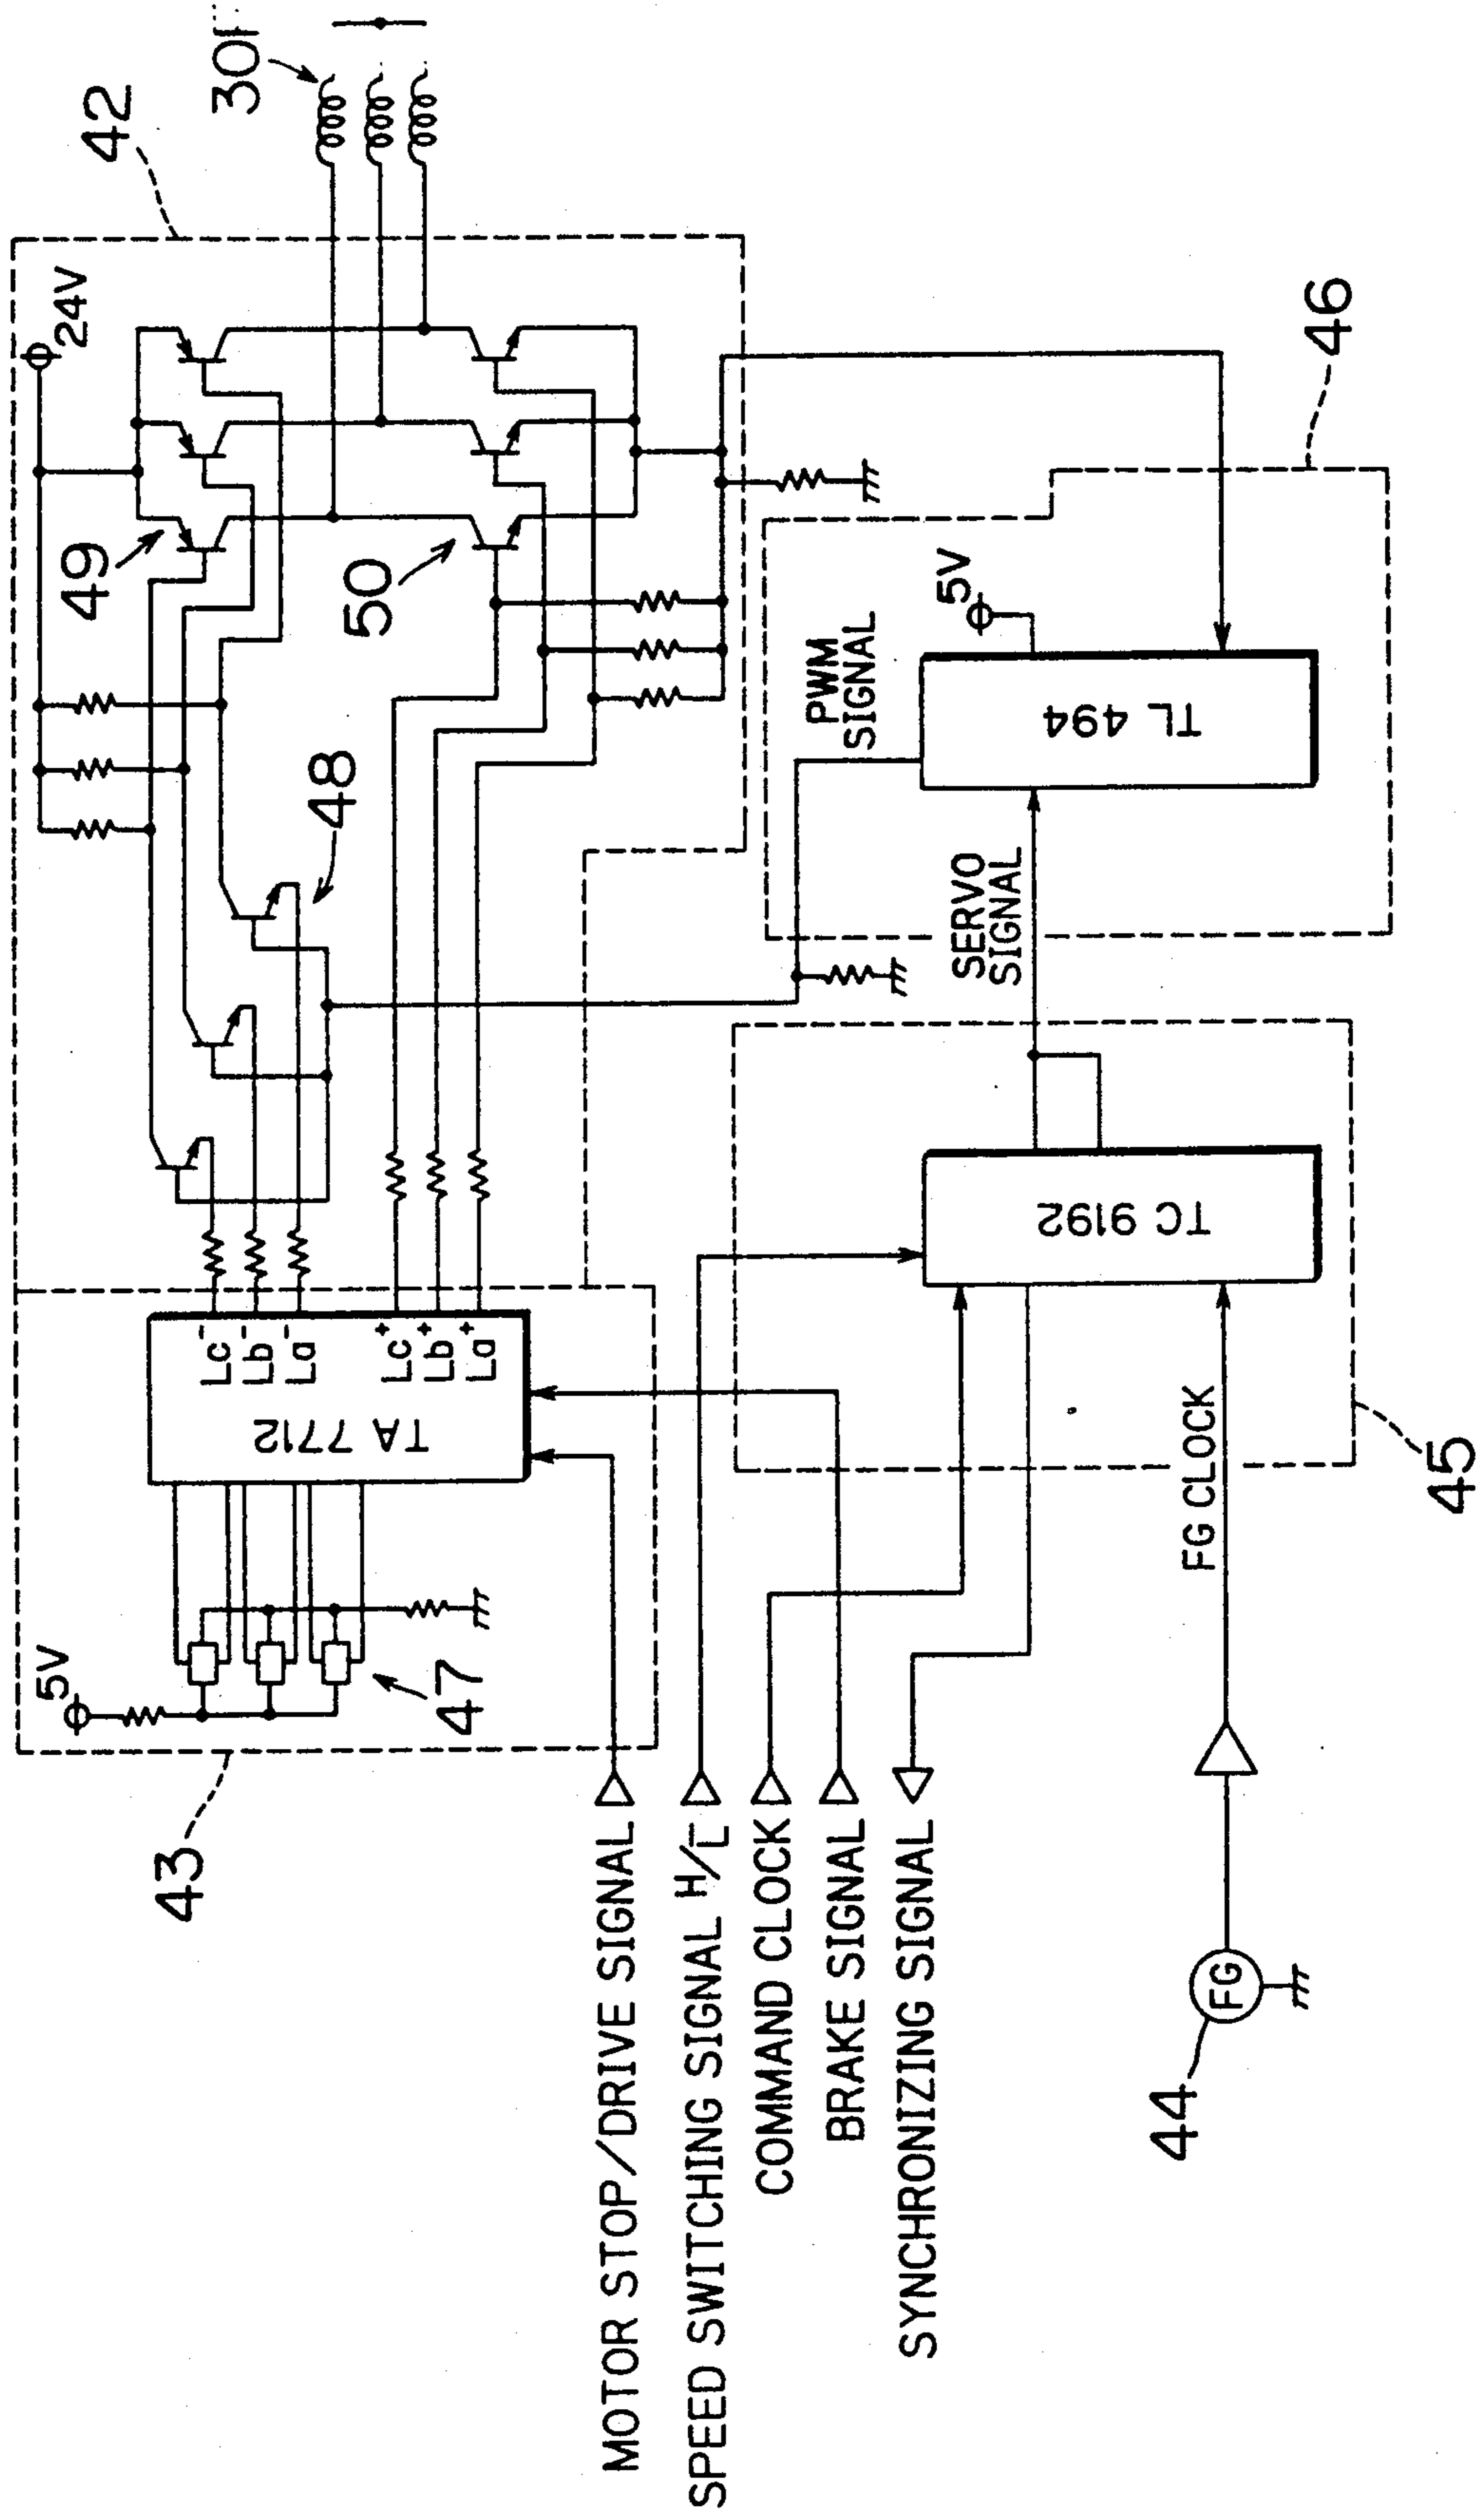 43
5V
47
TA 7712
Lc-
Lb-
La-
Lc+
Lb+
La+
48
49
50
24V
42
MOTOR STOP/DRIVE SIGNAL
SPEED SWITCHING SIGNAL H/L
COMMAND CLOCK
BRAKE SIGNAL
SYNCHRONIZING SIGNAL
44
FG
FG CLOCK
45
TC 9192
SERVO
SIGNAL
PWM
SIGNAL
TL 494
5V
46